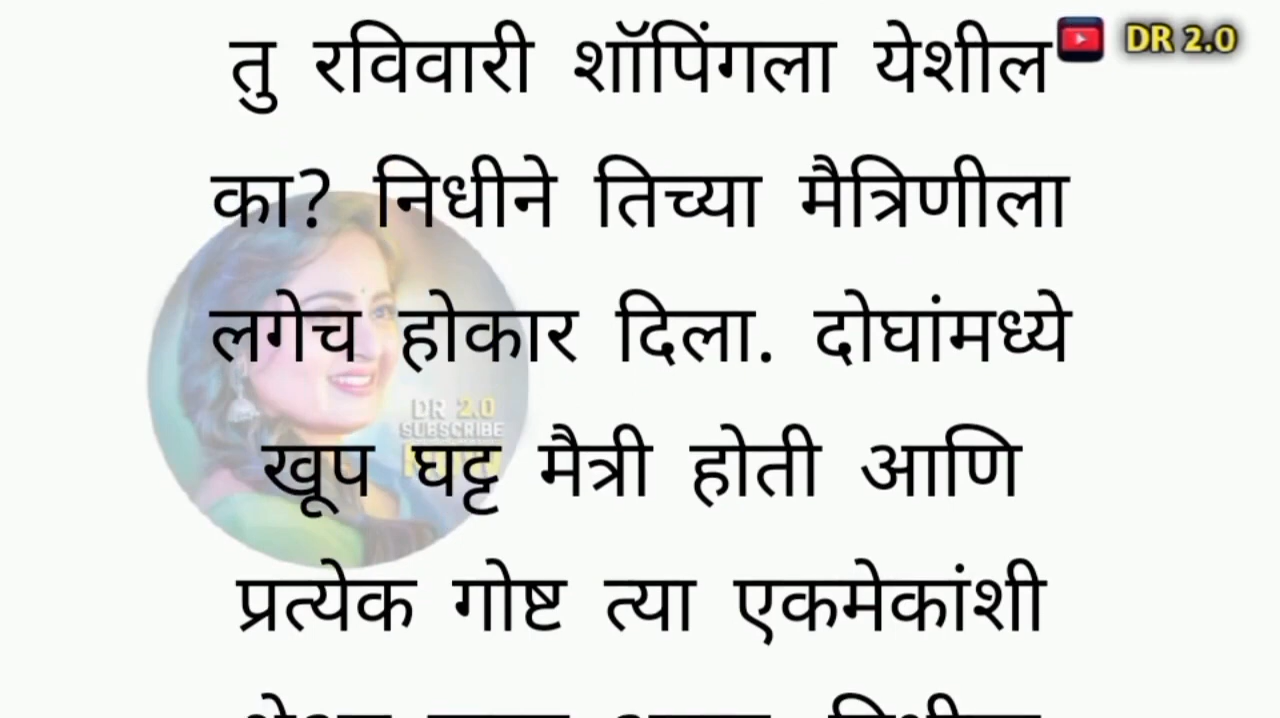 तु रविवारी शॉपिंगला येशील
DR 2.0
का? निधीने तिच्या मैत्रिणीला
लगेच होकार दिला. दोघांमध्ये
DR 2.0
SUBSCRIBE
खूप घट्ट मैत्री होती आणि
प्रत्येक गोष्ट त्या एकमेकांशी